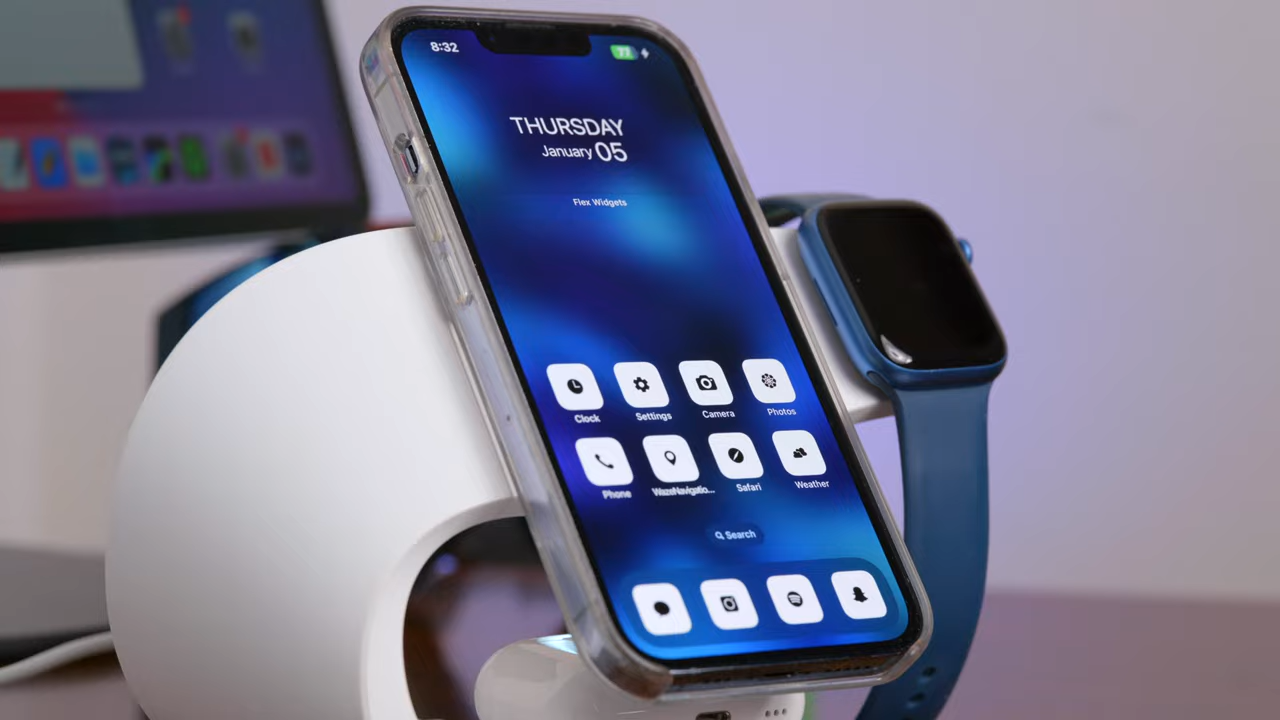 8:32
77
THURSDAY
January 05
Flex Widgets
Clock Settings Camera Photos
Phone WazeNavigatio... Safari Weather
Search